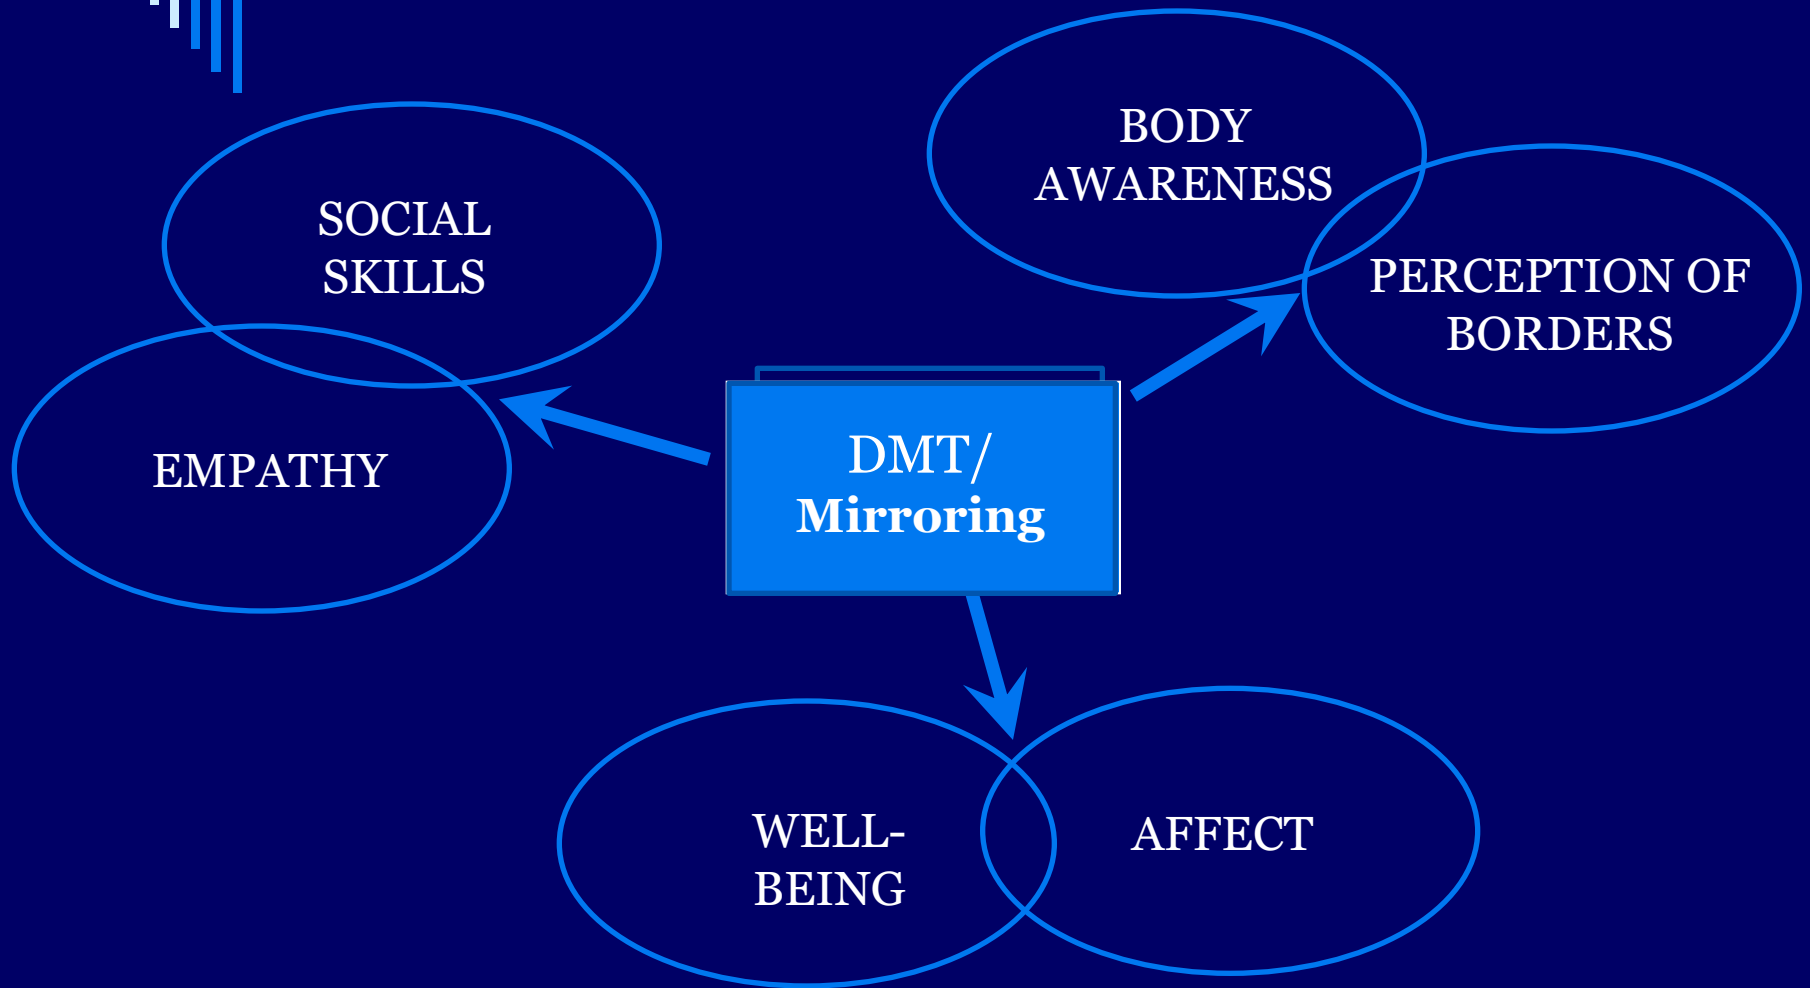 BODY
AWARENESS
SOCIAL
SKILLS
PERCEPTION OF
BORDERS
EMPATHY
DMT/
Mirroring
WELL-
BEING
AFFECT